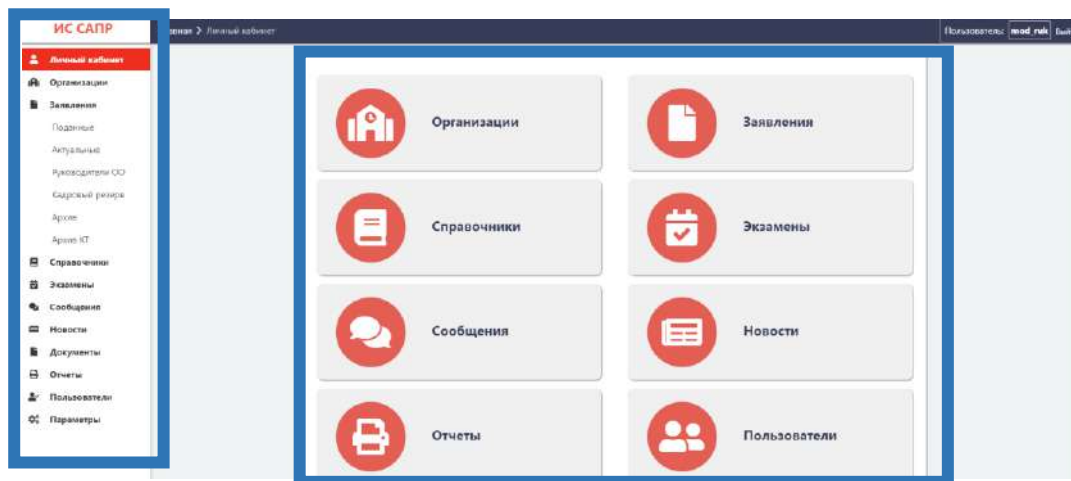 ИС САПР
Главная > Личный кабинет
Пользователь: mod_ruk
Личный кабинет
Организации
Заявления
Поданные
Актуальные
Руководители ОО
Кадровый резерв
Архив
Архив КТ
Справочники
Экзамены
Сообщения
Новости
Документы
Отчеты
Пользователи
Параметры
Организации
Заявления
Справочники
Экзамены
Сообщения
Новости
Отчеты
Пользователи